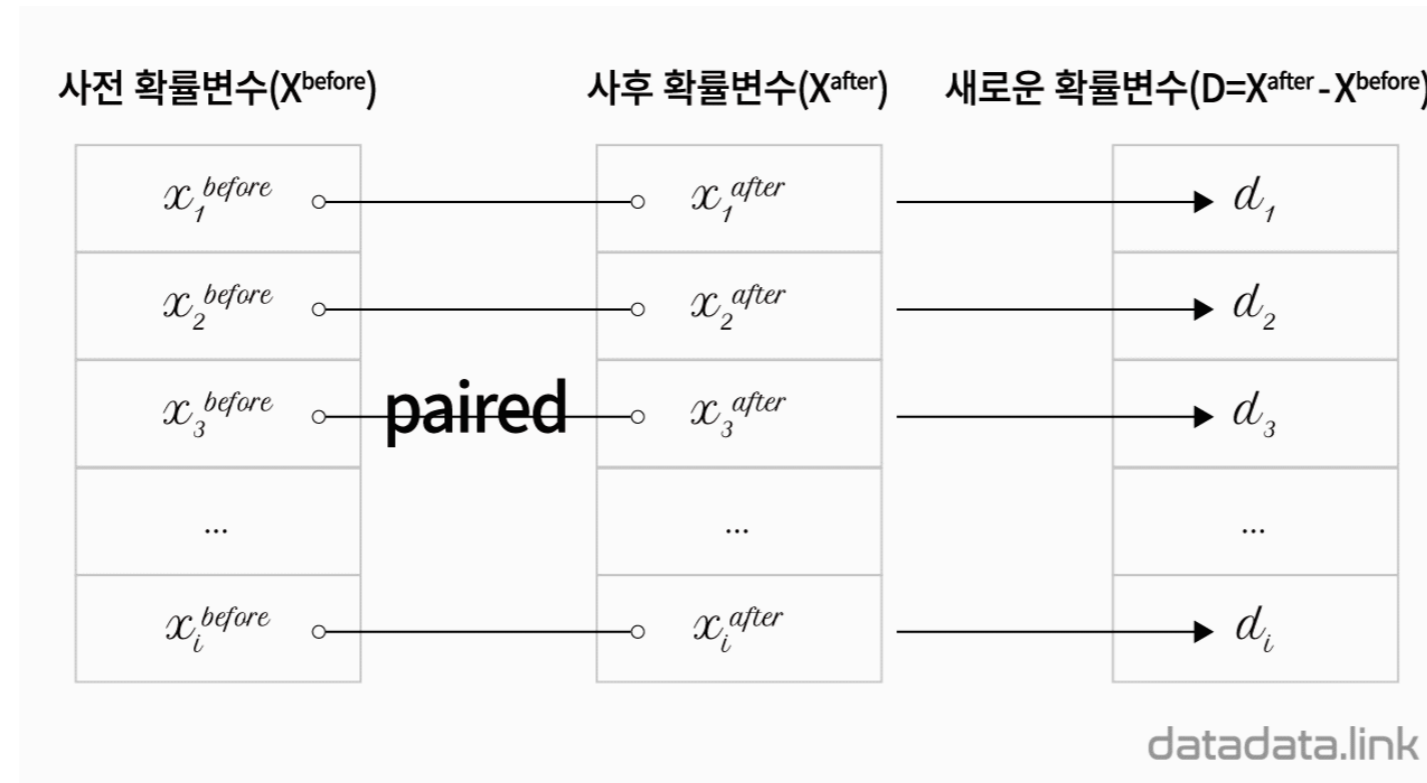 사전 확률변수(Xbefore) 사후 확률변수(Xafter) 새로운 확률변수(D=Xafter-Xbefore)
x1before x1after d1
x2before x2after d2
x3before paired x3after d3
... ... ...
xibefore xiafter di
datadata.link